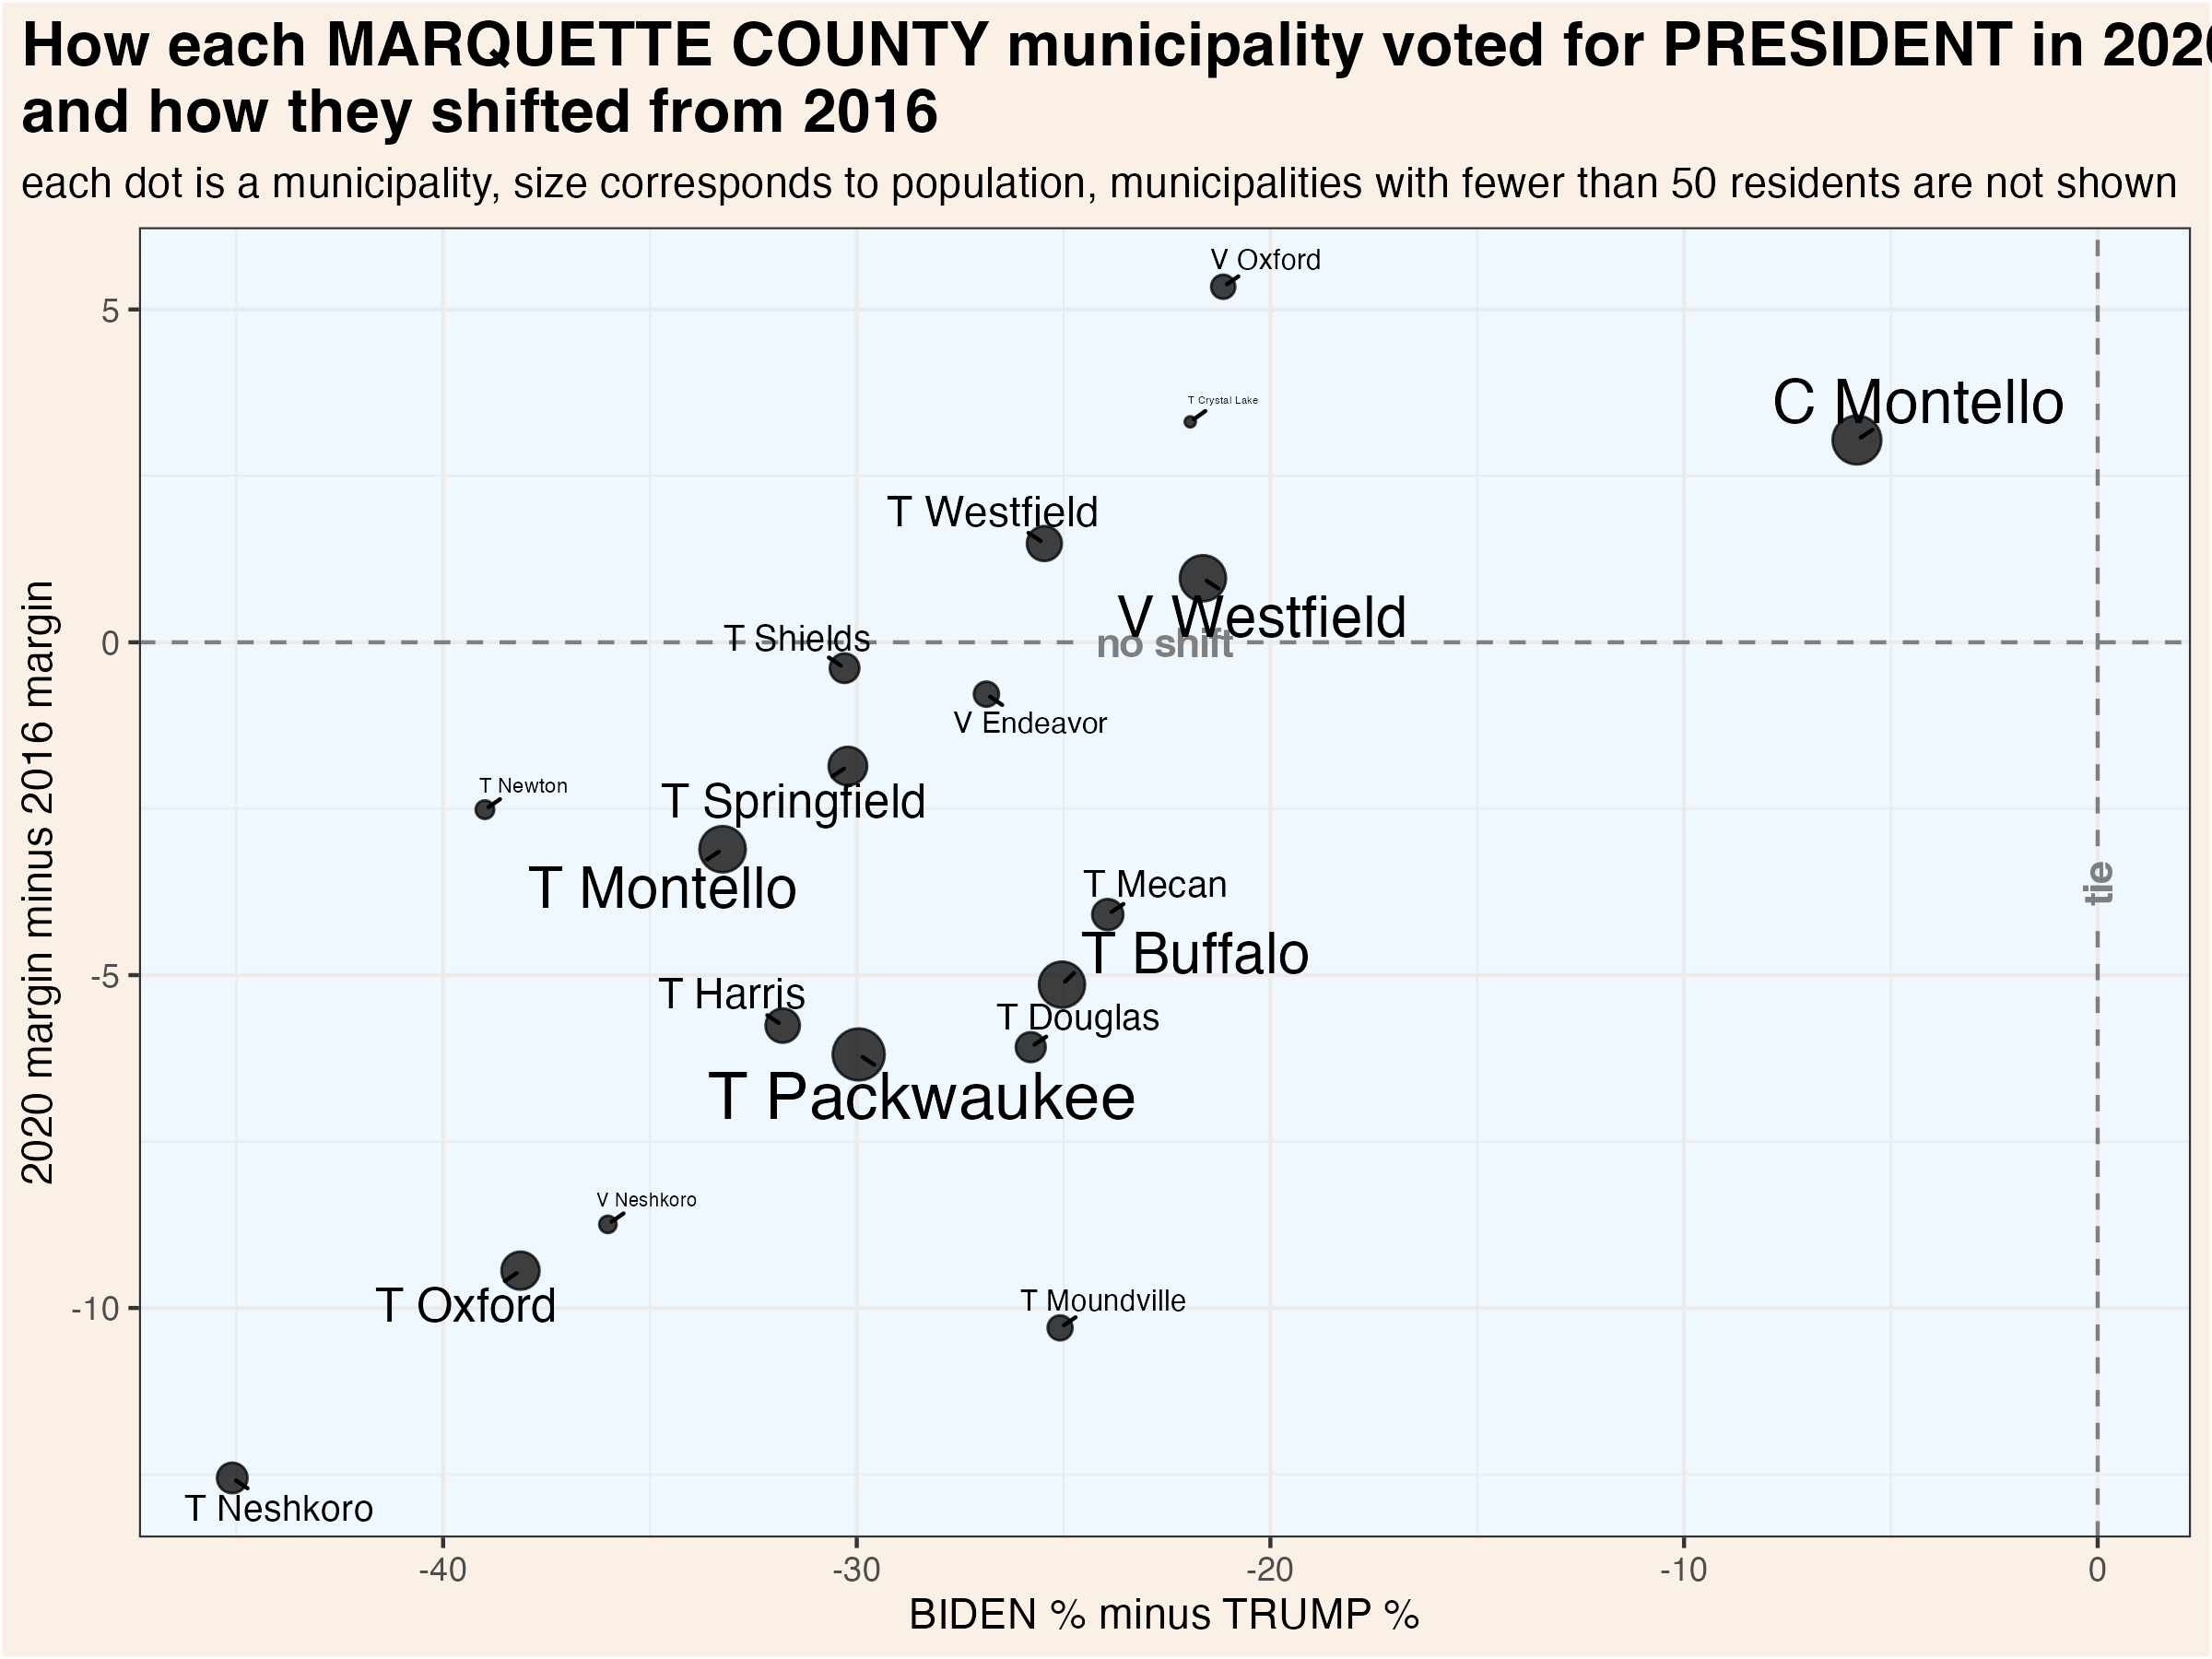 How each MARQUETTE COUNTY municipality voted for PRESIDENT in 202
and how they shifted from 2016
each dot is a municipality, size corresponds to population, municipalities with fewer than 50 residents are not shown
V Oxford
5
T Crystal Lake
C Montello
T Westfield
V Westfield
T Shields
0
no shift
V Endeavor
T Newton
T Springfield
T Montello
T Mecan
tie
T Buffalo
-5
T Harris
T Douglas
T Packwaukee
V Neshkoro
T Oxford
T Moundville
-10
T Neshkoro
2020 margin minus 2016 margin
-40 -30 -20 -10 0
BIDEN % minus TRUMP %